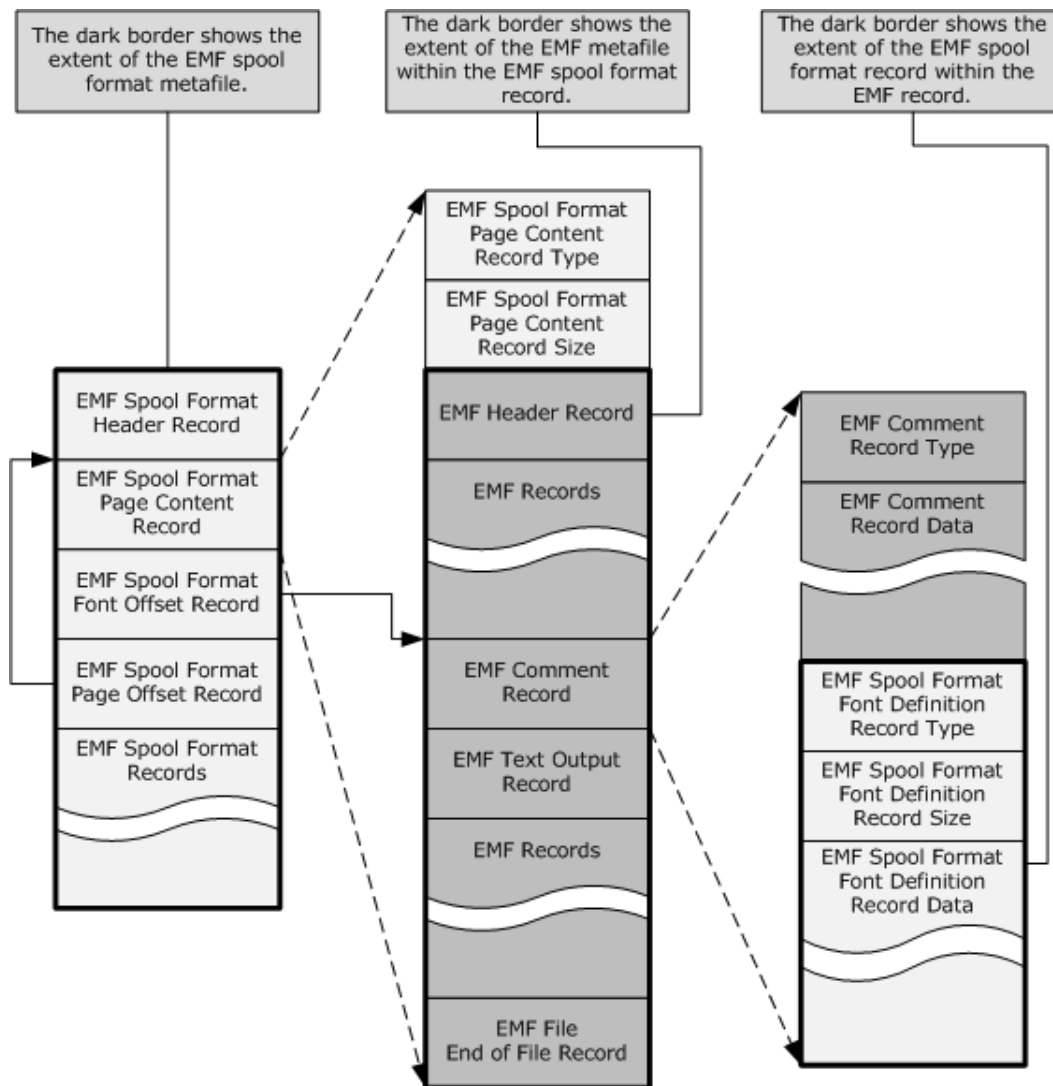 The dark border shows the
extent of the EMF spool
format metafile.
The dark border shows the
extent of the EMF metafile
within the EMF spool format
record.
The dark border shows the
extent of the EMF spool
format record within the
EMF record.
EMF Spool Format
Header Record
EMF Spool Format
Page Content
Record
EMF Spool Format
Font Offset Record
EMF Spool Format
Page Offset Record
EMF Spool Format
Records
EMF Spool Format
Page Content
Record Type
EMF Spool Format
Page Content
Record Size
EMF Header Record
EMF Records
EMF Comment
Record
EMF Text Output
Record
EMF Records
EMF File
End of File Record
EMF Comment
Record Type
EMF Comment
Record Data
EMF Spool Format
Font Definition
Record Type
EMF Spool Format
Font Definition
Record Size
EMF Spool Format
Font Definition
Record Data